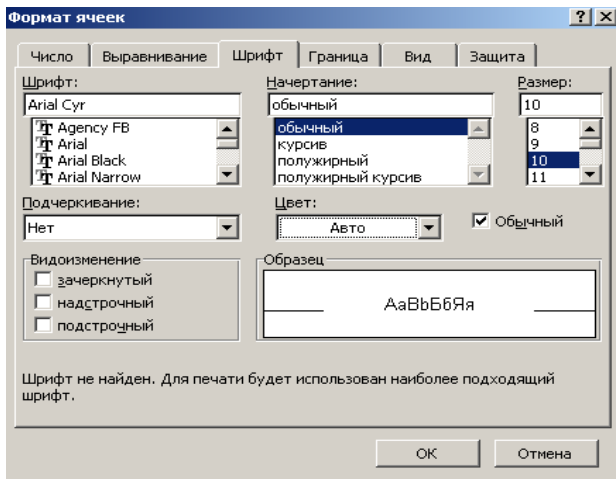 Формат ячеек
Число Выравнивание Шрифт Граница Вид Защита
Шрифт: Начертание: Размер:
Arial Cyr обычный 10
Agency FB обычный 8
Arial курсив 9
Arial Black полужирный 10
Arial Narrow полужирный курсив 11
Подчеркивание: Цвет:
Нет Авто Обычный
Видоизменение Образец
зачеркнутый
надстрочный АаВbБбЯя
подстрочный
Шрифт не найден. Для печати будет использован наиболее подходящий
шрифт.
ОК Отмена